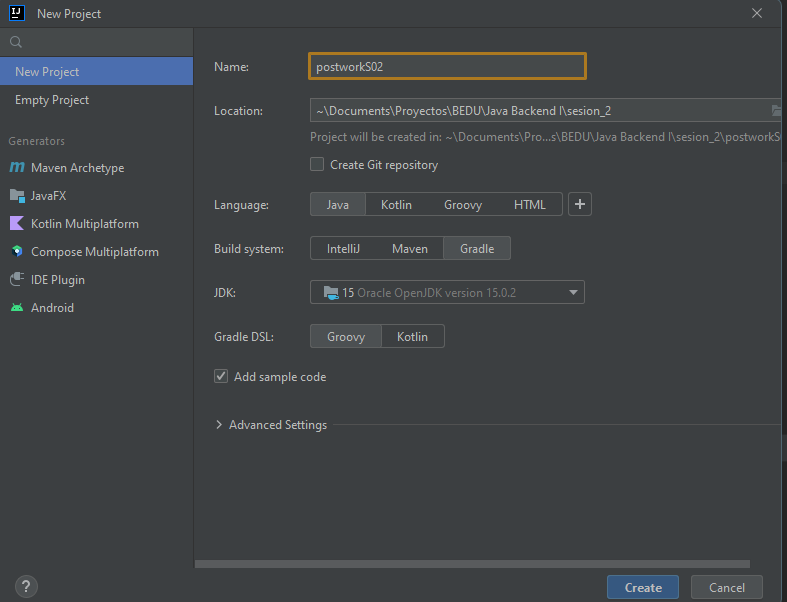 New Project
New Project
Empty Project
Generators
Maven Archetype
JavaFX
Kotlin Multiplatform
Compose Multiplatform
IDE Plugin
Android
Name: postworkS02
Location: ~\Documents\Proyectos\BEDU\Java Backend I\sesion_2
Project will be created in: ~\Documents\Pro...s\BEDU\Java Backend I\sesion_2\postworkS
Create Git repository
Language: Java Kotlin Groovy HTML +
Build system: IntelliJ Maven Gradle
JDK: 15 Oracle OpenJDK version 15.0.2
Gradle DSL: Groovy Kotlin
Add sample code
Advanced Settings
? Create Cancel